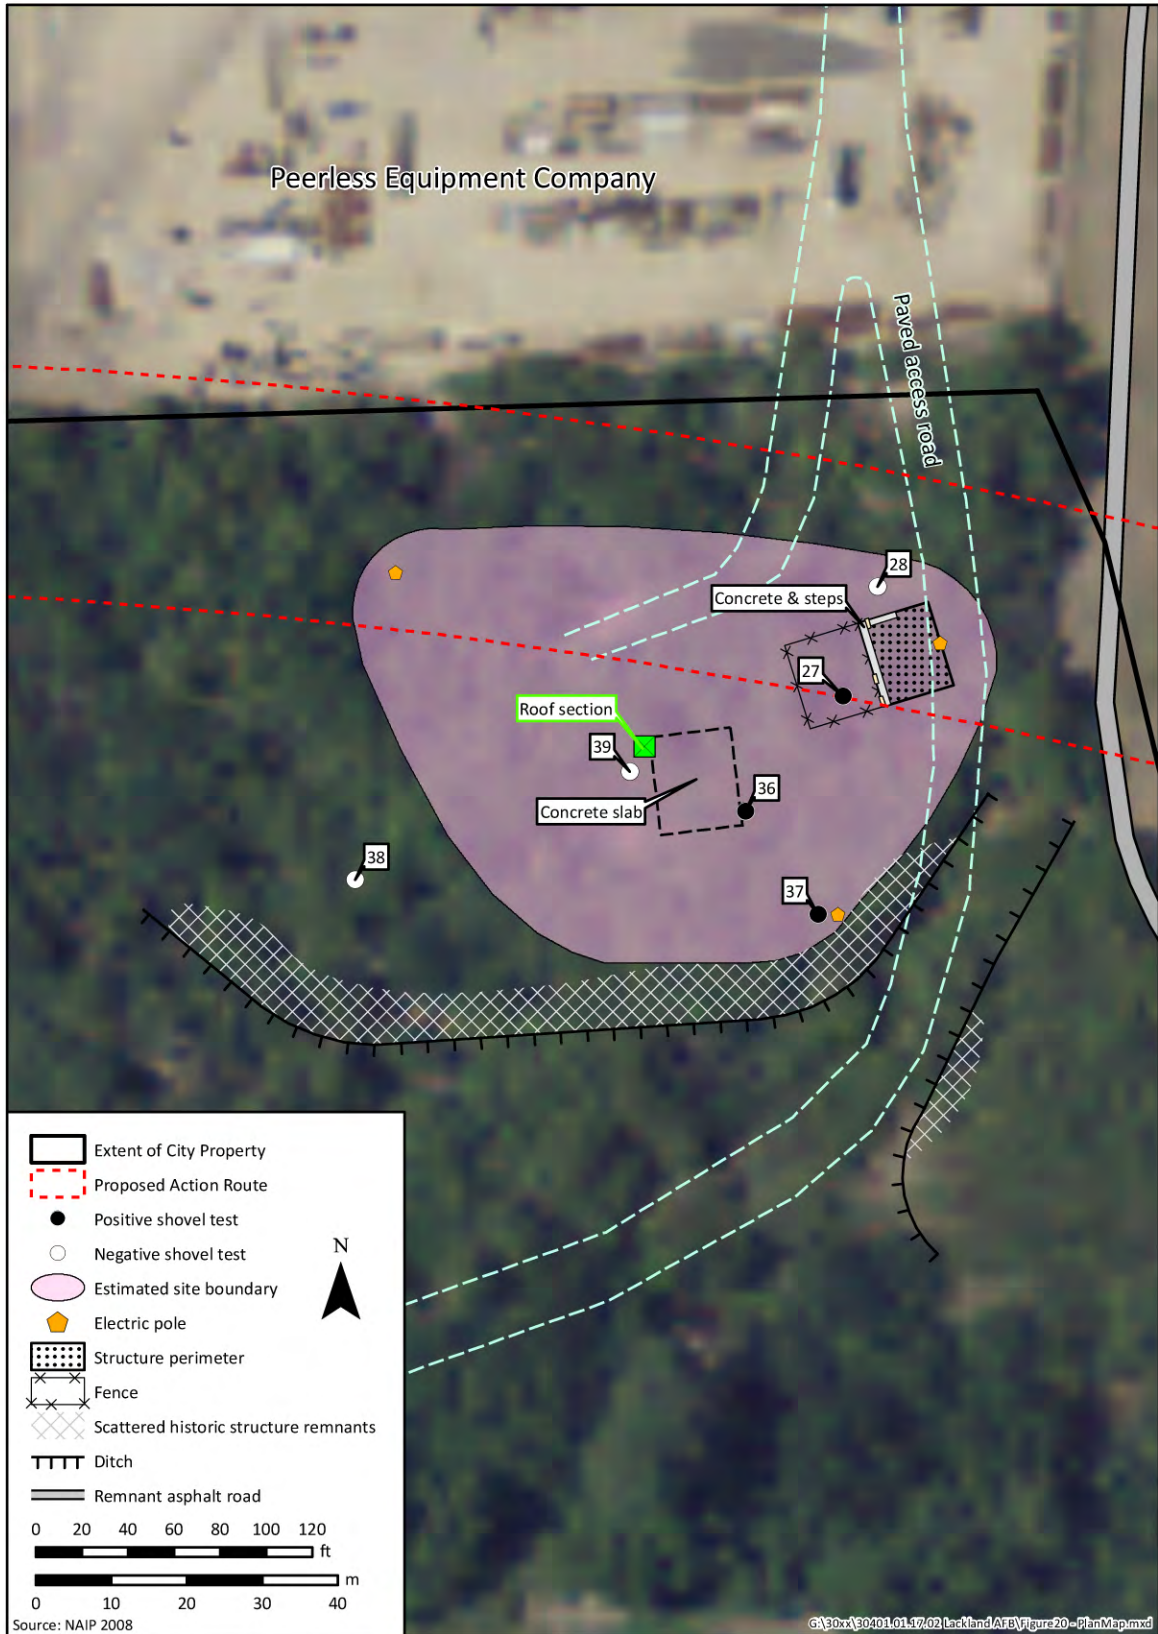 Peerless Equipment Company
Paved access road
28
Concrete & steps
27
Roof section
39
36
Concrete slab
38
37
Extent of City Property
Proposed Action Route
Positive shovel test
Negative shovel test
Estimated site boundary
Electric pole
Structure perimeter
Fence
Scattered historic structure remnants
Ditch
Remnant asphalt road
N
0 20 40 60 80 100 120
ft
m
0 10 20 30 40
Source: NAIP 2008
G:\30xx\30401.01.17.02 Lackland AFB\Figure20 - PlanMap.mxd